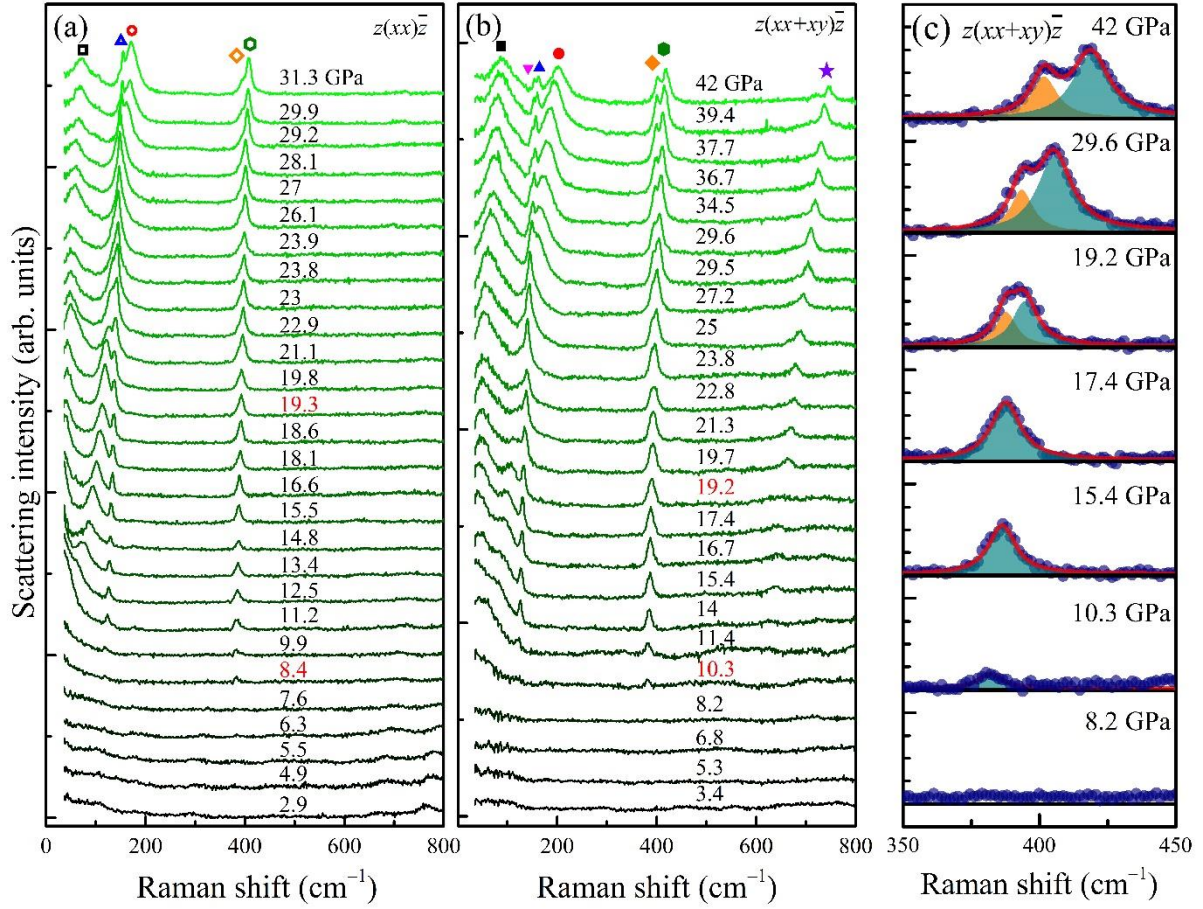 (a)
z(xx)z̄
31.3 GPa
29.9
29.2
28.1
27
26.1
23.9
23.8
23
22.9
21.1
19.8
19.3
18.6
18.1
16.6
15.5
14.8
13.4
12.5
11.2
9.9
8.4
7.6
6.3
5.5
4.9
2.9
0 200 400 600 800
Raman shift (cm⁻¹)
Scattering intensity (arb. units)
(b)
z(xx+xy)z̄
42 GPa
39.4
37.7
36.7
34.5
29.6
29.5
27.2
25
23.8
22.8
21.3
19.7
19.2
17.4
16.7
15.4
14
11.4
10.3
8.2
6.8
5.3
3.4
0 200 400 600 800
Raman shift (cm⁻¹)
(c)
z(xx+xy)z̄
42 GPa
29.6 GPa
19.2 GPa
17.4 GPa
15.4 GPa
10.3 GPa
8.2 GPa
350 400 450
Raman shift (cm⁻¹)